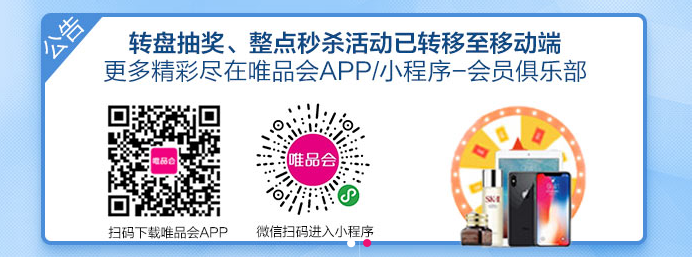 公告
转盘抽奖、整点秒杀活动已转移至移动端
更多精彩尽在唯品会APP/小程序-会员俱乐部
唯品会
唯品会
SK-II
扫码下载唯品会APP
微信扫码进入小程序